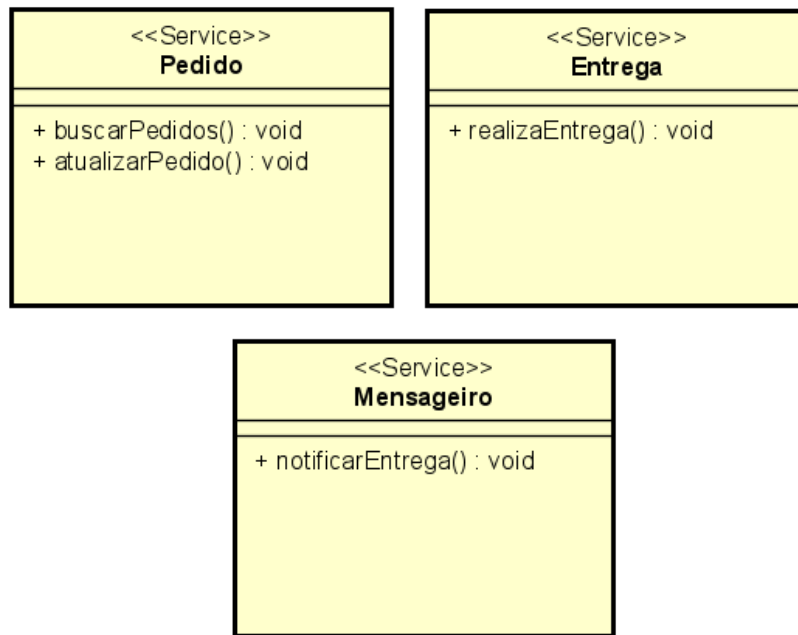 <<Service>>
Pedido
+ buscarPedidos() : void
+ atualizarPedido() : void
<<Service>>
Entrega
+ realizaEntrega() : void
<<Service>>
Mensageiro
+ notificarEntrega() : void